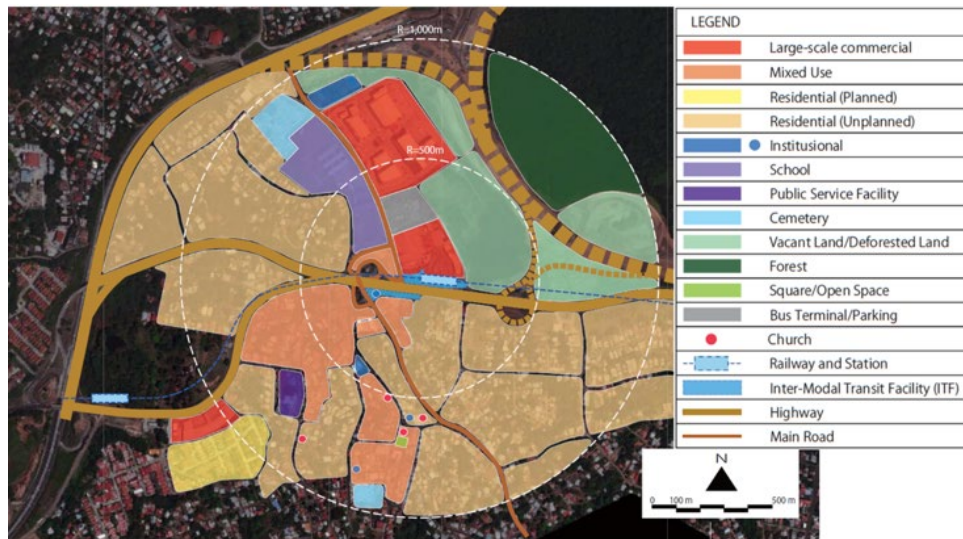 R=1,000m
R=500m
LEGEND
Large-scale commercial
Mixed Use
Residential (Planned)
Residential (Unplanned)
Institusional
School
Public Service Facility
Cemetery
Vacant Land/Deforested Land
Forest
Square/Open Space
Bus Terminal/Parking
Church
Railway and Station
Inter-Modal Transit Facility (ITF)
Highway
Main Road
N
0 100 m 500 m